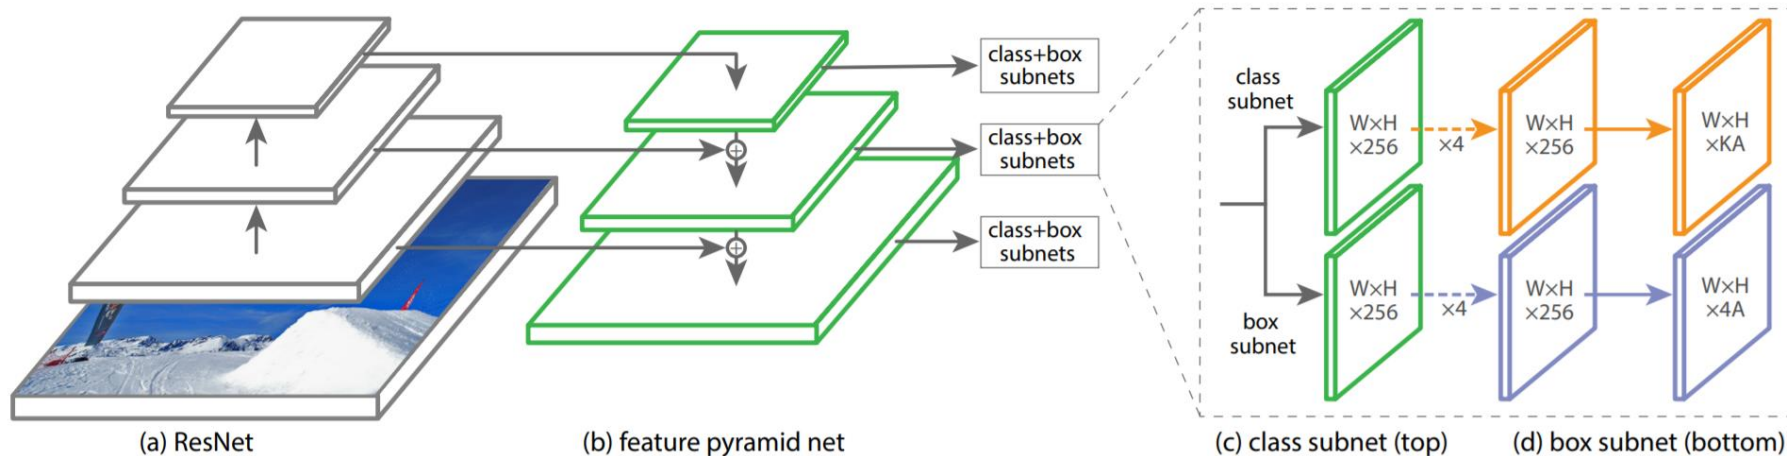 class+box
subnets
class+box
subnets
class+box
subnets
class
subnet
W×H
×256
×4
W×H
×256
W×H
×KA
W×H
×256
×4
W×H
×256
W×H
×4A
box
subnet
(a) ResNet
(b) feature pyramid net
(c) class subnet (top)
(d) box subnet (bottom)